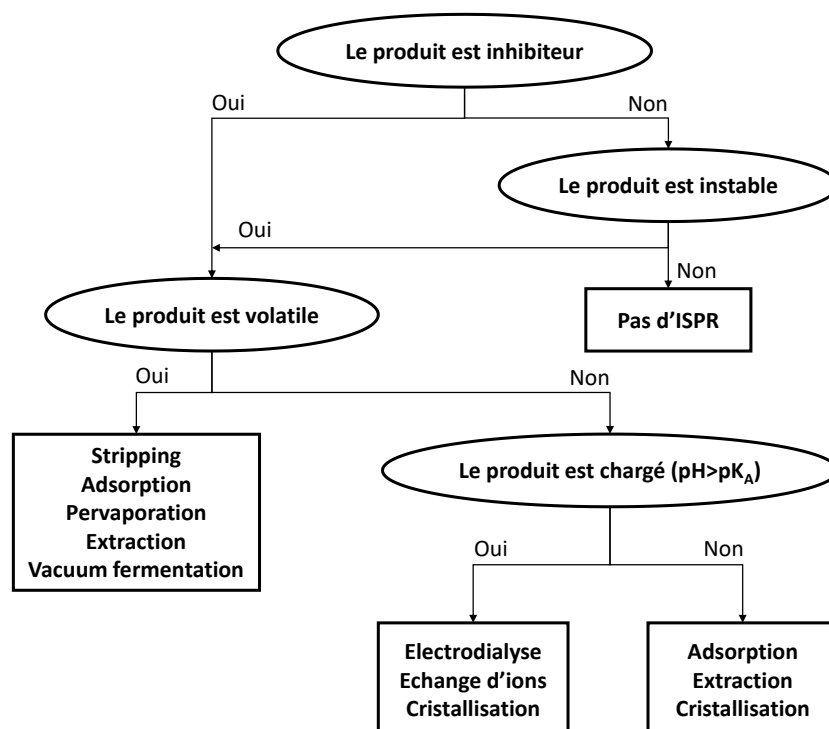 Le produit est inhibiteur
Oui
Non
Le produit est instable
Oui
Non
Le produit est volatile
Pas d’ISPR
Oui
Non
Stripping
Adsorption
Pervaporation
Extraction
Vacuum fermentation
Le produit est chargé (pH>pKA)
Oui
Non
Electrodialyse
Echange d’ions
Cristallisation
Adsorption
Extraction
Cristallisation